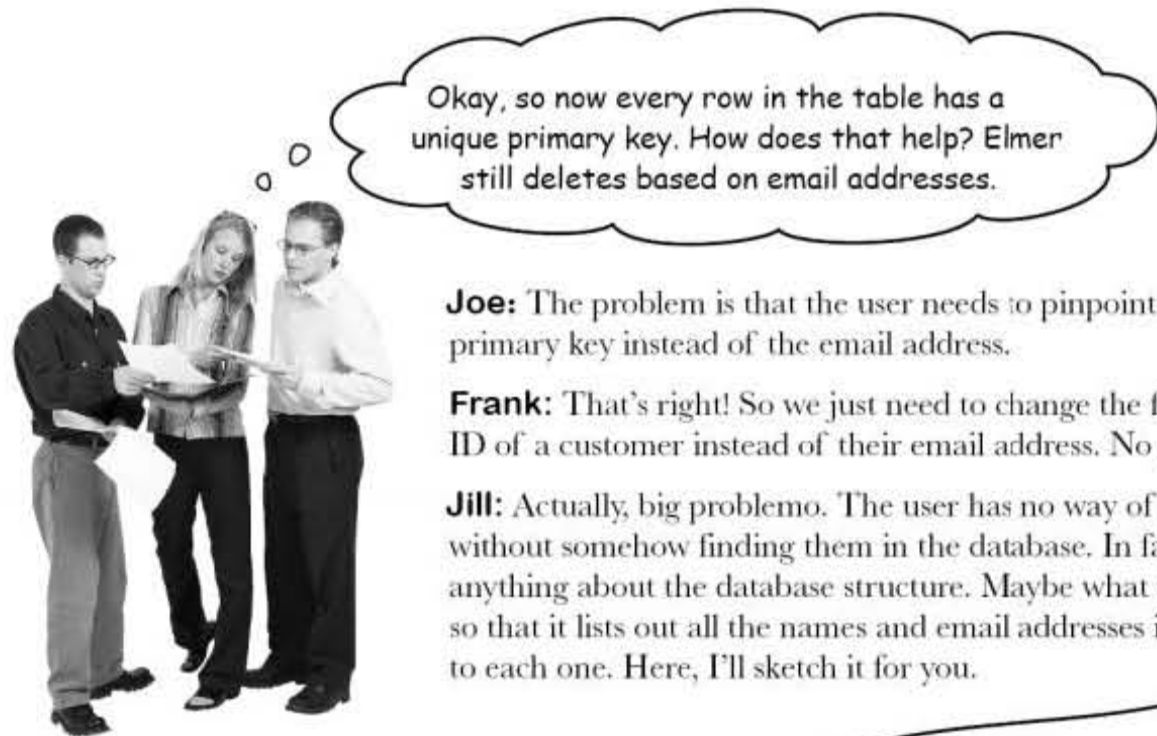 Okay, so now every row in the table has a
unique primary key. How does that help? Elmer
still deletes based on email addresses.
Joe: The problem is that the user needs to pinpoint
primary key instead of the email address.
Frank: That's right! So we just need to change the
ID of a customer instead of their email address. No
Jill: Actually, big problemo. The user has no way of
without somehow finding them in the database. In
anything about the database structure. Maybe what
so that it lists out all the names and email addresses
to each one. Here, I'll sketch it for you.